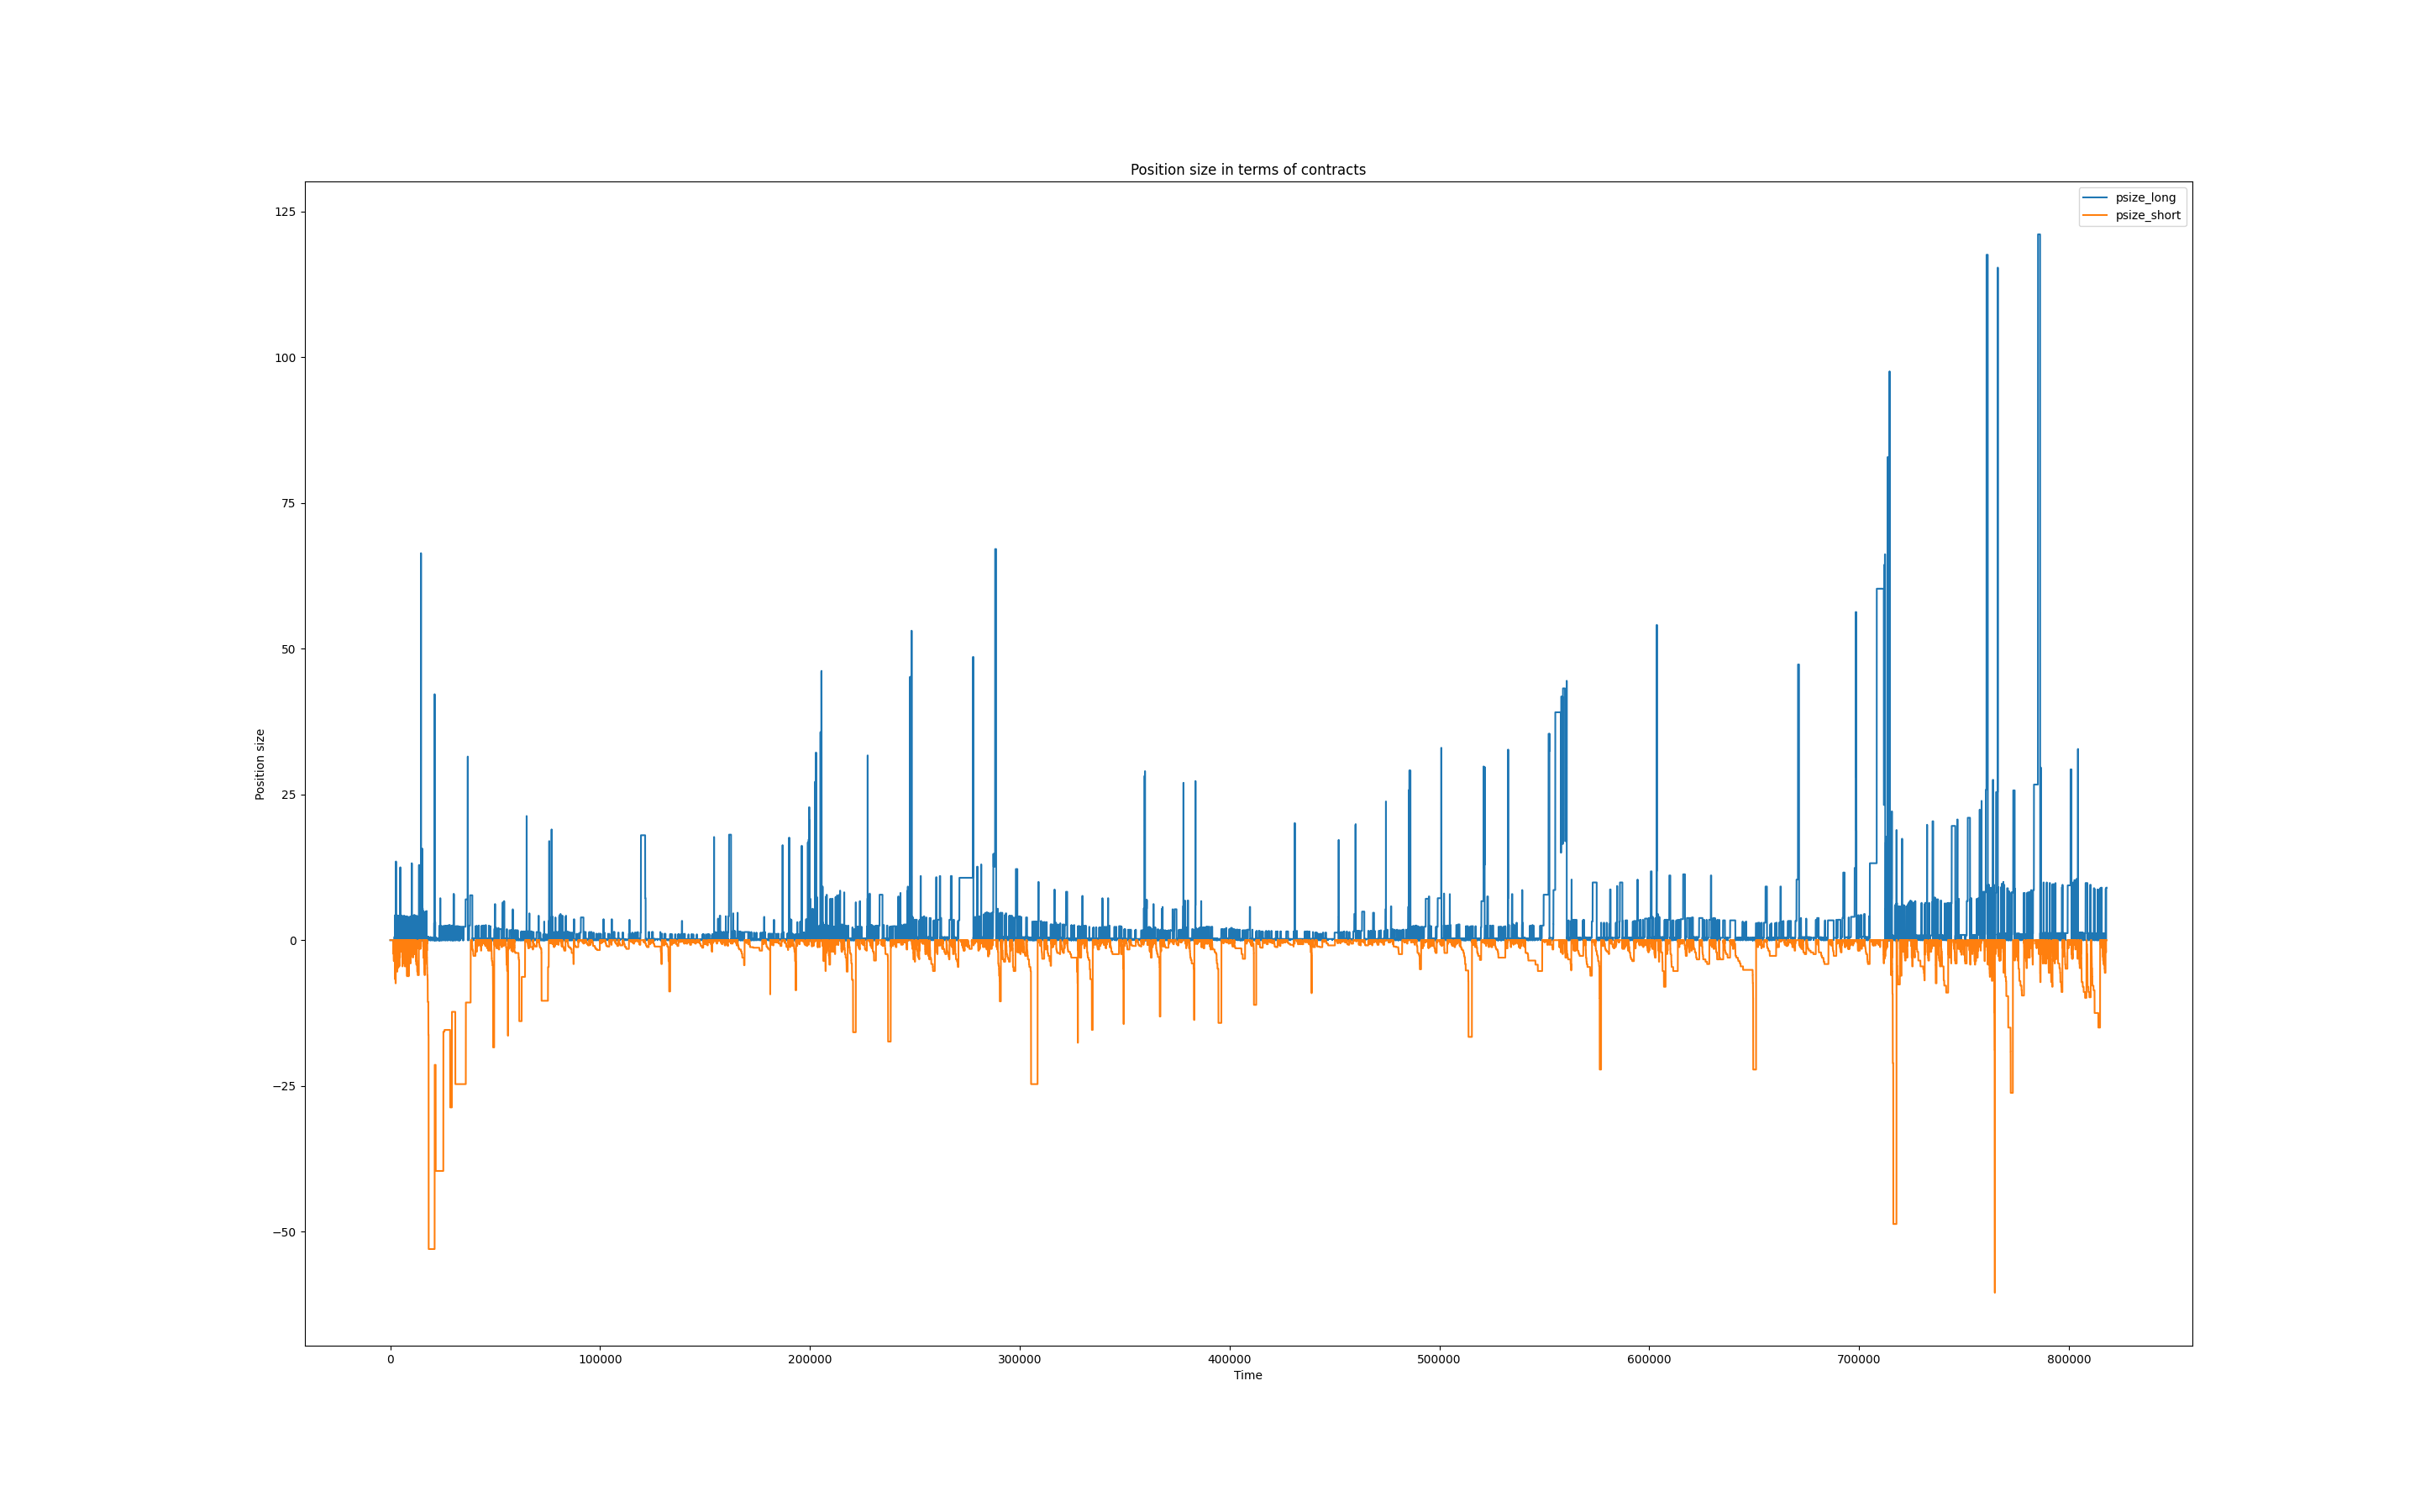 Position size in terms of contracts
psize_long
psize_short
125
100
75
50
25
0
−25
−50
Position size
0 100000 200000 300000 400000 500000 600000 700000 800000
Time